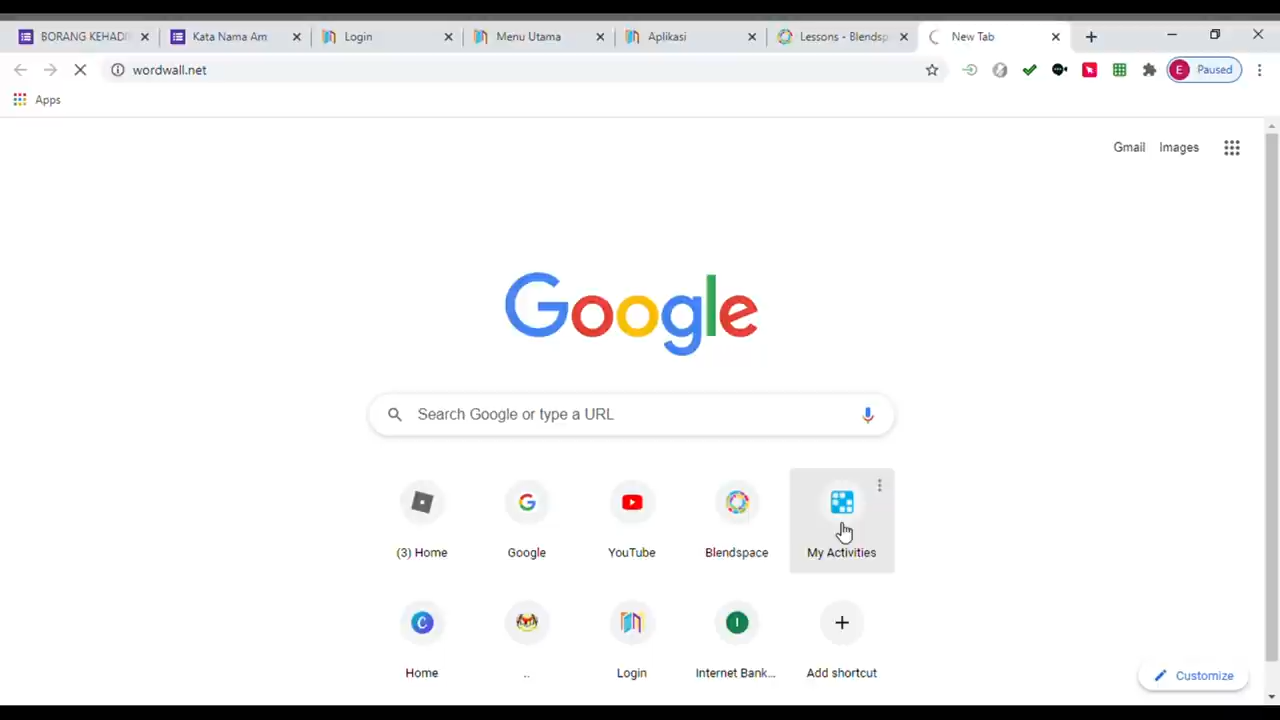 BORANG KEHADI
Kata Nama Am
Login
Menu Utama
Aplikasi
Lessons - Blendsp
New Tab
wordwall.net
E Paused
Apps
Gmail Images
Google
Search Google or type a URL
(3) Home
Google
YouTube
Blendspace
My Activities
Home
..
Login
Internet Bank...
Add shortcut
Customize